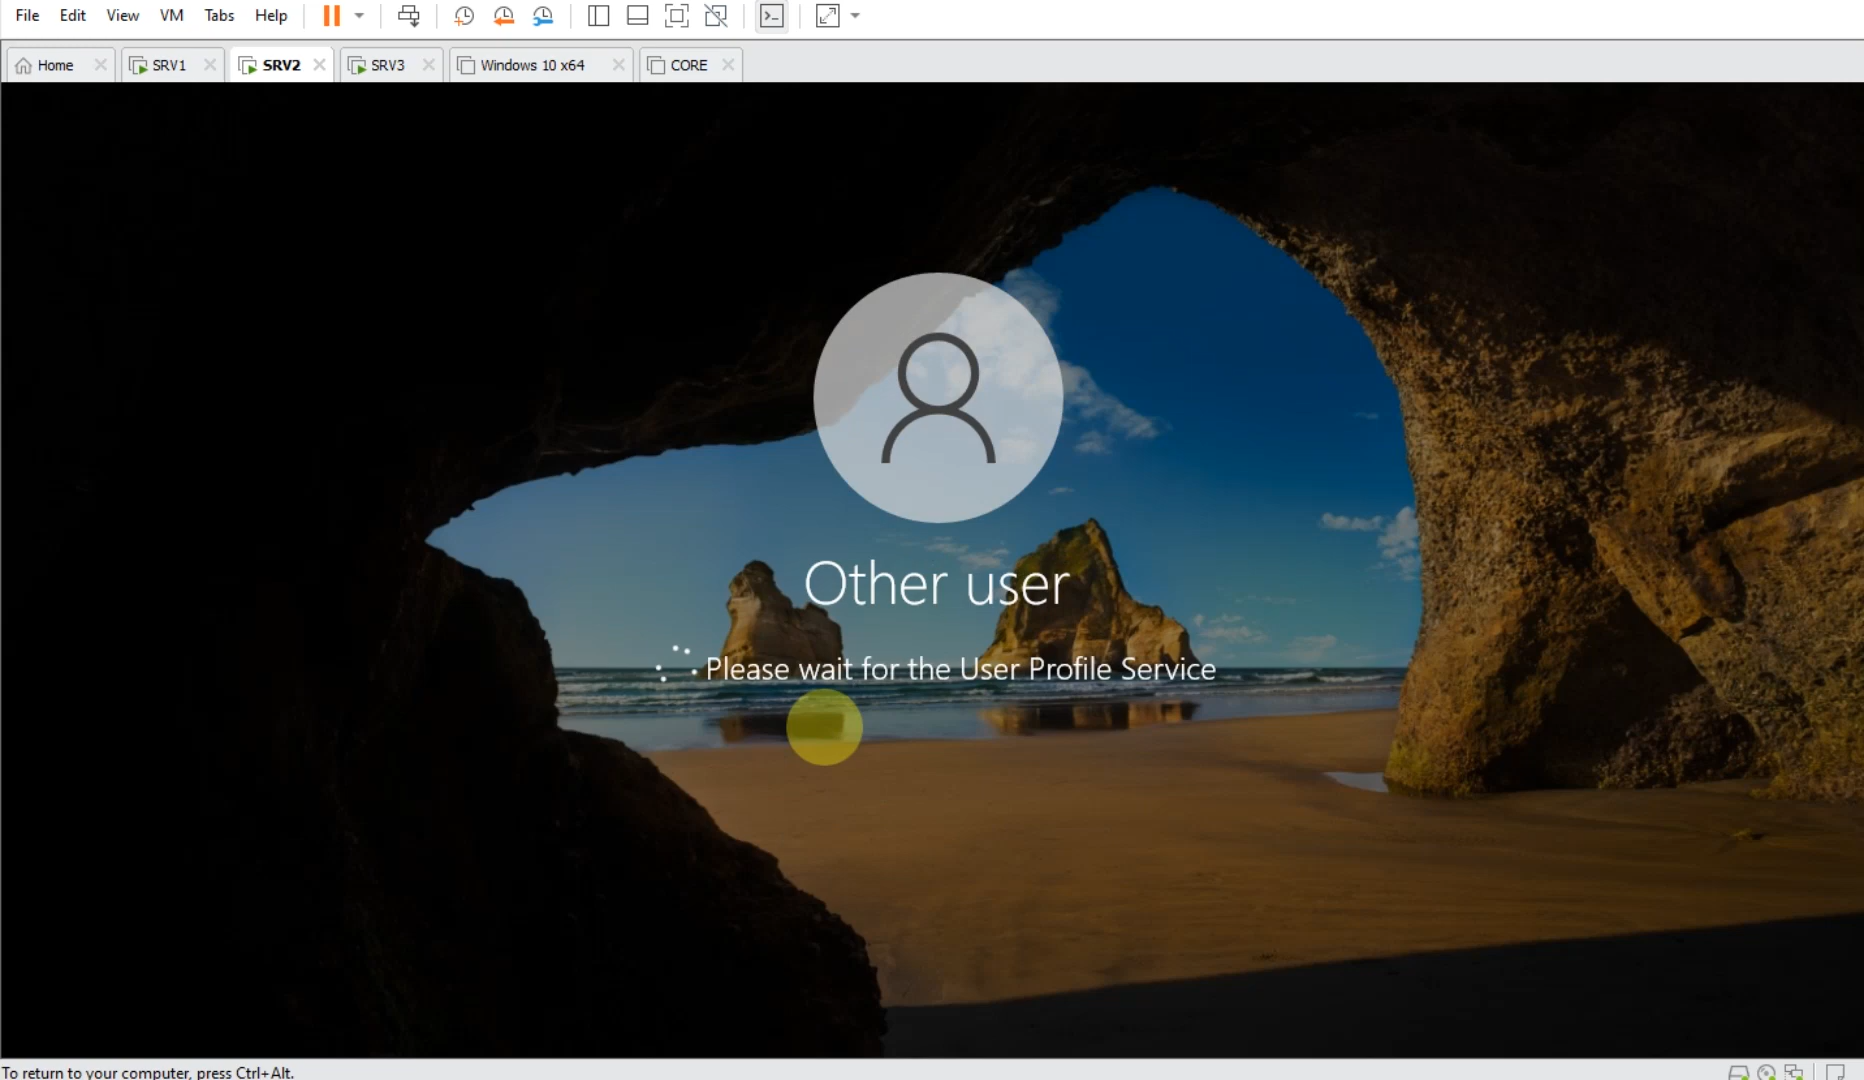 File Edit View VM Tabs Help
Home SRV1 SRV2 SRV3 Windows 10 x64 CORE
Other user
Please wait for the User Profile Service
To return to your computer, press Ctrl+Alt.